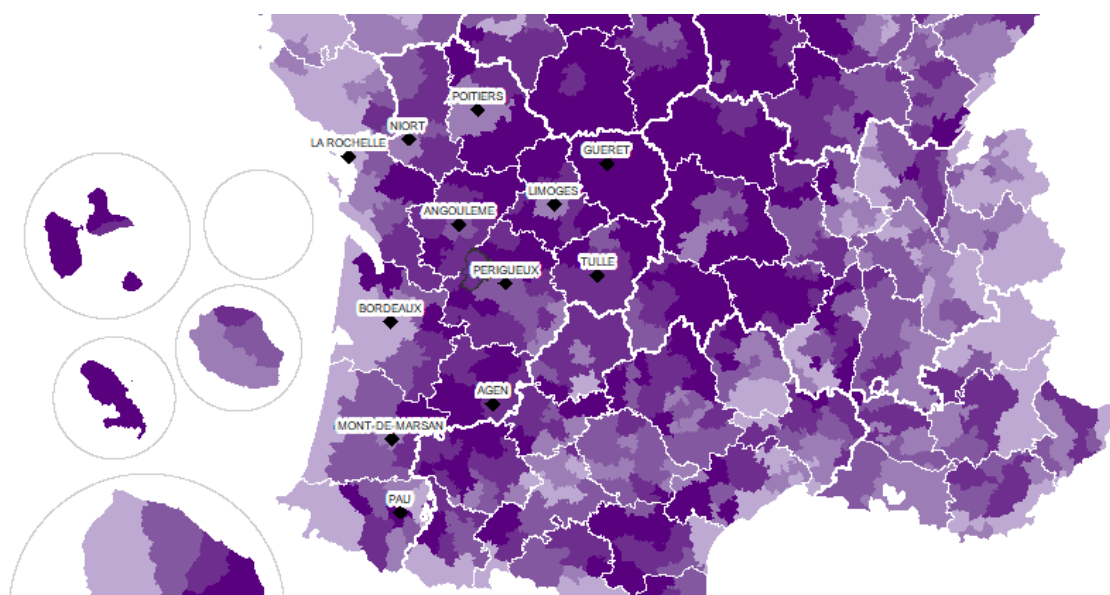 POITIERS
NIORT
LA ROCHELLE
GUERET
LIMOGES
ANGOULEME
PERIGUEUX
TULLE
BORDEAUX
AGEN
MONT-DE-MARSAN
PAU